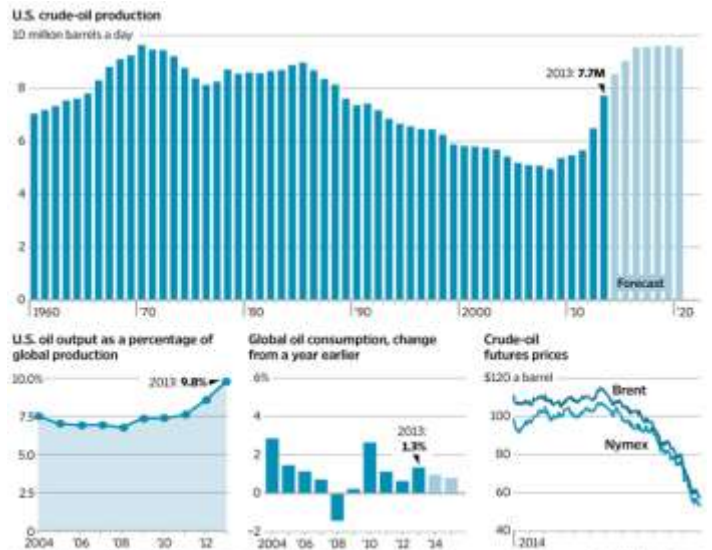 U.S. crude-oil production
10 million barrels a day
8
6
4
2
0
2013: 7.7M
Forecast
1960 '70 '80 '90 2000 '10 '20
U.S. oil output as a percentage of
global production
10.0%
7.5
5.0
2.5
0
2013: 9.8%
2004 '06 '08 '10 '12
Global oil consumption, change
from a year earlier
6%
4
2
0
-2
2013:
1.3%
2004 '06 '08 '10 '12 '14
Crude-oil
futures prices
$120 a barrel
100
80
60
40
Brent
Nymex
2014